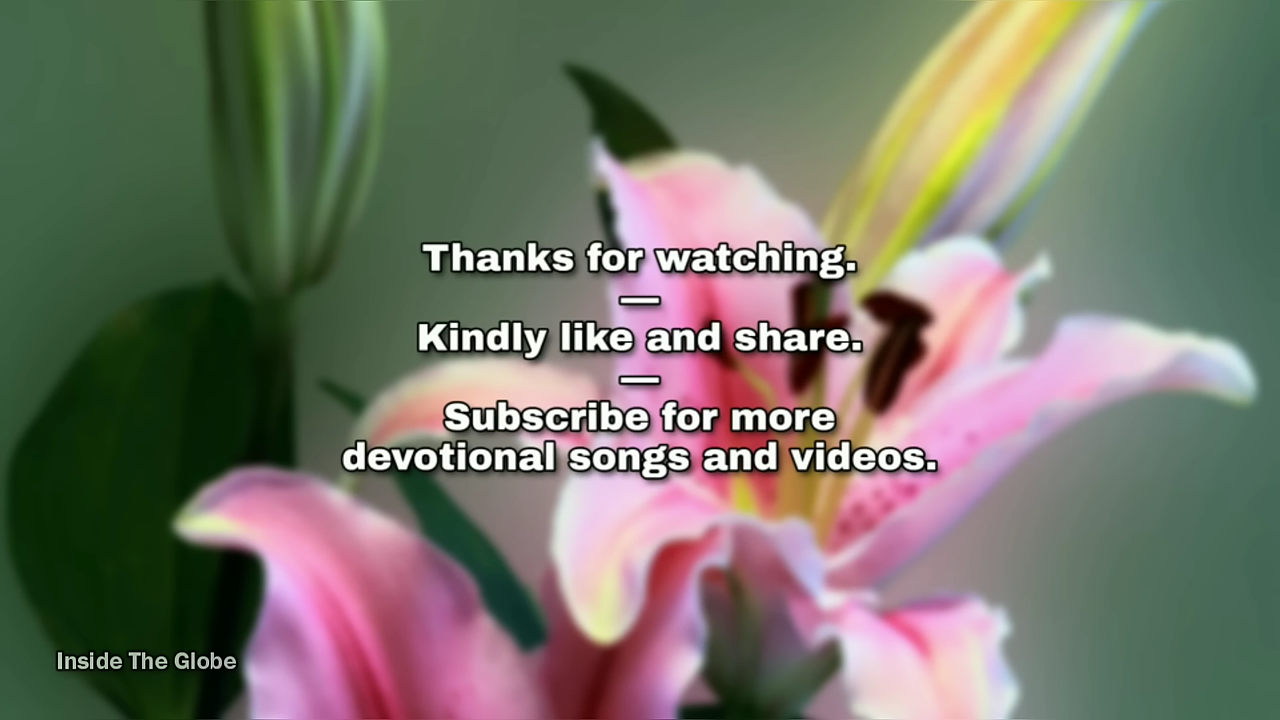 Thanks for watching.
—
Kindly like and share.
—
Subscribe for more
devotional songs and videos.
Inside The Globe